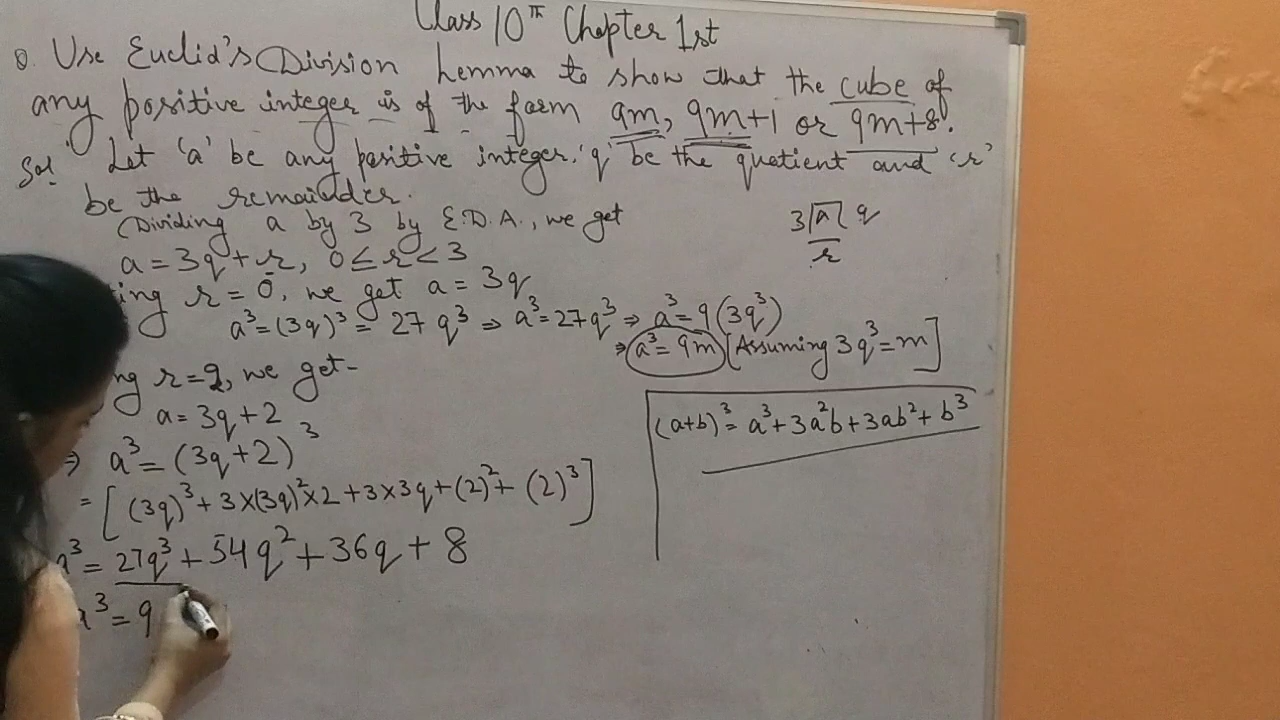 Class 10th Chapter 1st
Q. Use Euclid's Division Lemma to show that the cube of
any positive integer is of the form 9m, 9m+1 or 9m+8.
Sol. Let 'a' be any positive integer, 'q' be the quotient and 'r'
be the remainder.
Dividing a by 3 by E.D.A., we get
3 a q
r
a = 3q + r, 0 ≤ r < 3
ing r = 0, we get a = 3q
a³ = (3q)³ = 27 q³ ⇒ a³ = 27q³ ⇒ a³ = 9(3q³)
⇒ a³ = 9m [Assuming 3q³ = m]
ng r = 2, we get -
a = 3q + 2
(a+b)³ = a³ + 3a²b + 3ab² + b³
⇒ a³ = (3q + 2)³
= [(3q)³ + 3×(3q)²×2 + 3×3q + (2)² + (2)³]
a³ = 27q³ + 54q² + 36q + 8
a³ = 9